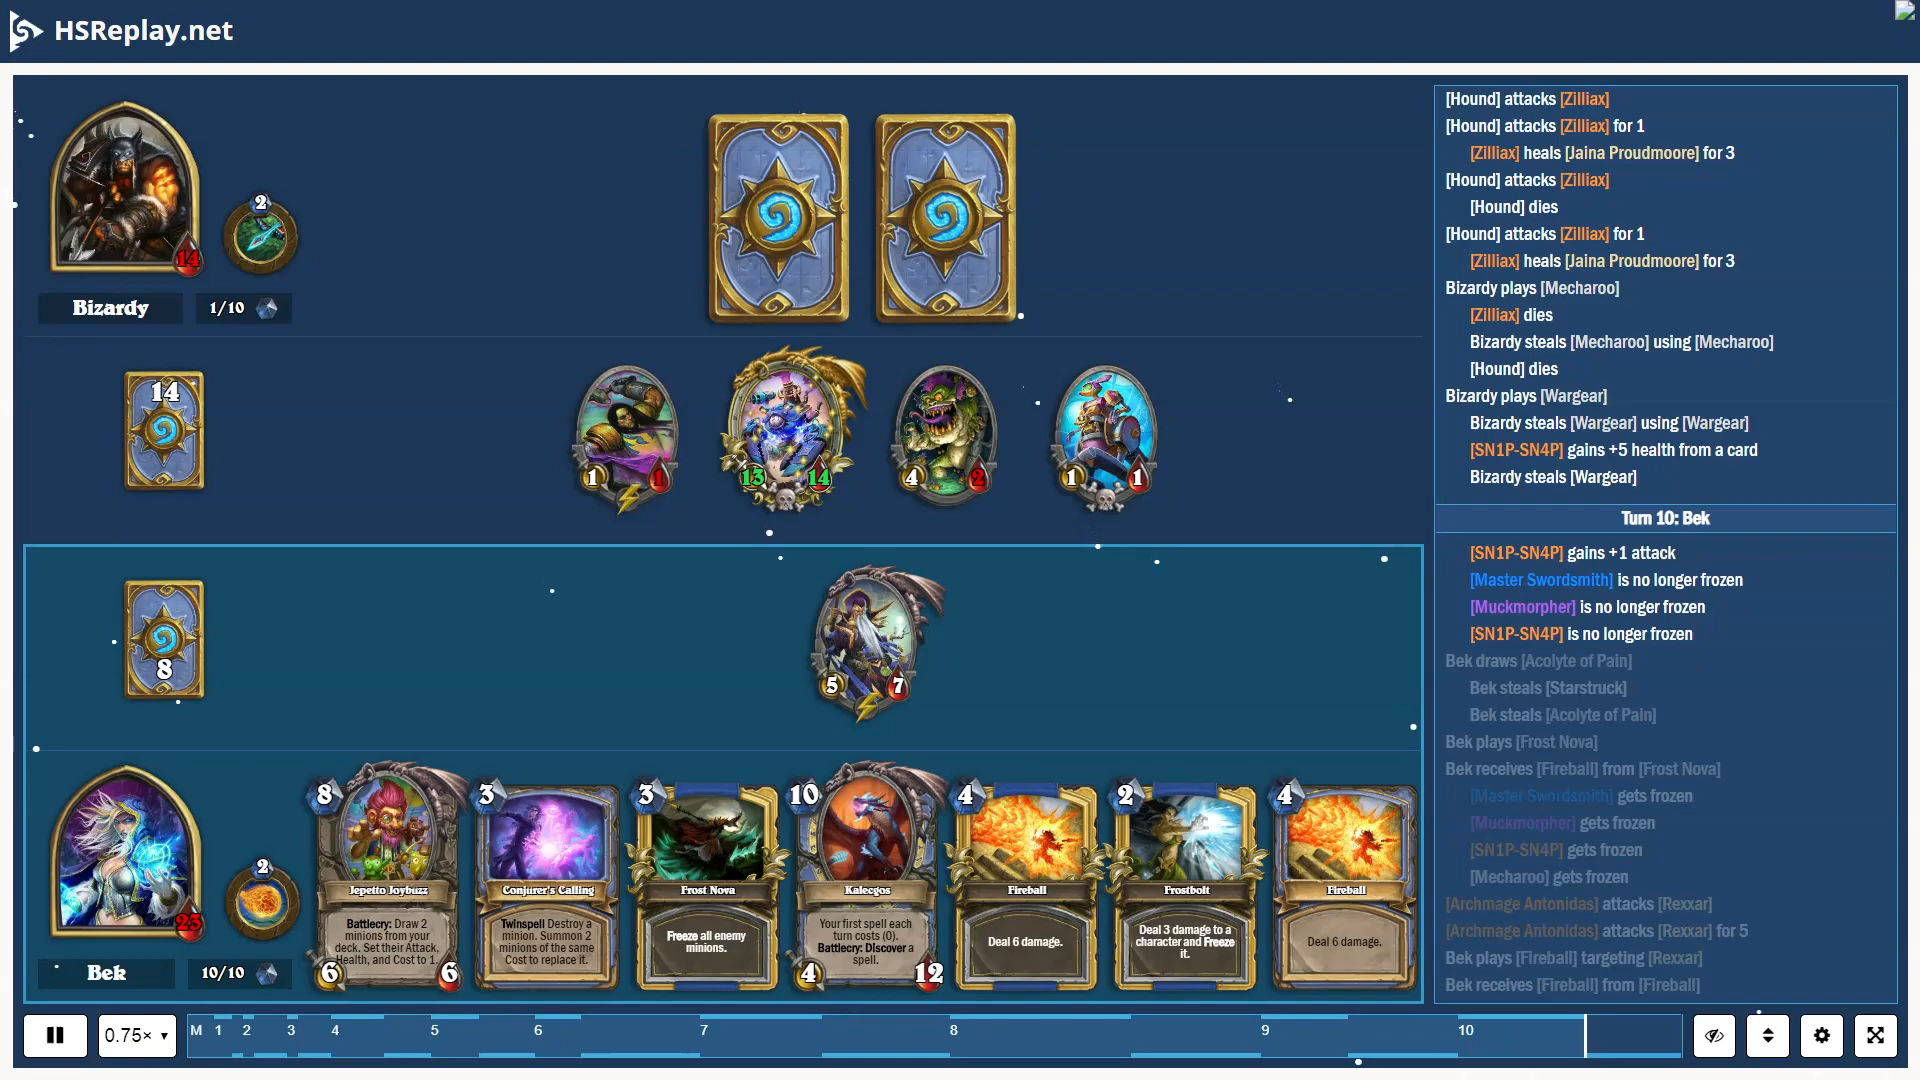 HSReplay.net
[Hound] attacks [Zilliax]
[Hound] attacks [Zilliax] for 1
[Zilliax] heals [Jaina Proudmoore] for 3
[Hound] attacks [Zilliax]
[Hound] dies
[Hound] attacks [Zilliax] for 1
[Zilliax] heals [Jaina Proudmoore] for 3
Bizardy plays [Mecharoo]
[Zilliax] dies
Bizardy steals [Mecharoo] using [Mecharoo]
[Hound] dies
Bizardy plays [Wargear]
Bizardy steals [Wargear] using [Wargear]
[SN1P-SN4P] gains +5 health from a card
Bizardy steals [Wargear]
Turn 10: Bek
[SN1P-SN4P] gains +1 attack
[Master Swordsmith] is no longer frozen
[Muckmorpher] is no longer frozen
[SN1P-SN4P] is no longer frozen
Bek draws [Acolyte of Pain]
Bek steals [Starstruck]
Bek steals [Acolyte of Pain]
Bek plays [Frost Nova]
Bek receives [Fireball] from [Frost Nova]
[Master Swordsmith] gets frozen
[Muckmorpher] gets frozen
[SN1P-SN4P] gets frozen
[Mecharoo] gets frozen
[Archmage Antonidas] attacks [Rexxar]
[Archmage Antonidas] attacks [Rexxar] for 5
Bek plays [Fireball] targeting [Rexxar]
Bek receives [Fireball] from [Fireball]
2
14
Bizardy
1/10
14
1 1
13 14
4 2
1 1
8
5 7
2
25
Bek
10/10
8
Jepetto Joybuzz
Battlecry: Draw 2
minions from your
deck. Set their Attack,
Health, and Cost to 1.
6 6
3
Conjurer's Calling
Twinspell Destroy a
minion. Summon 2
minions of the same
Cost to replace it.
3
Frost Nova
Freeze all enemy
minions.
10
Kalecgos
Your first spell each
turn costs (0).
Battlecry: Discover a
spell.
4 12
4
Fireball
Deal 6 damage.
2
Frostbolt
Deal 3 damage to a
character and Freeze
it.
4
Fireball
Deal 6 damage.
0.75× ▾
M 1 2 3 4 5 6 7 8 9 10